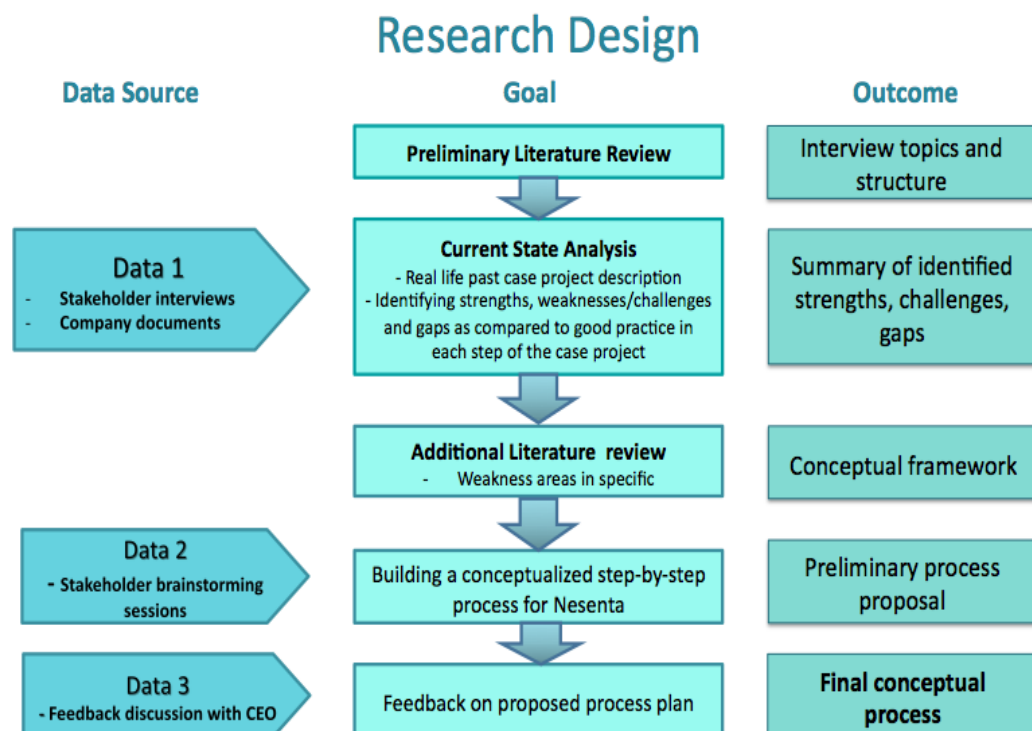 Research Design
Data Source
Goal
Outcome
Preliminary Literature Review
Interview topics and
structure
Data 1
- Stakeholder interviews
- Company documents
Current State Analysis
- Real life past case project description
- Identifying strengths, weaknesses/challenges
and gaps as compared to good practice in
each step of the case project
Summary of identified
strengths, challenges,
gaps
Additional Literature review
- Weakness areas in specific
Conceptual framework
Data 2
- Stakeholder brainstorming
sessions
Building a conceptualized step-by-step
process for Nesenta
Preliminary process
proposal
Data 3
- Feedback discussion with CEO
Feedback on proposed process plan
Final conceptual
process